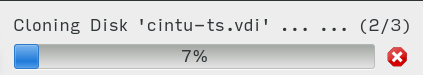 Cloning Disk 'cintu-ts.vdi' ... ... (2/3)
7%